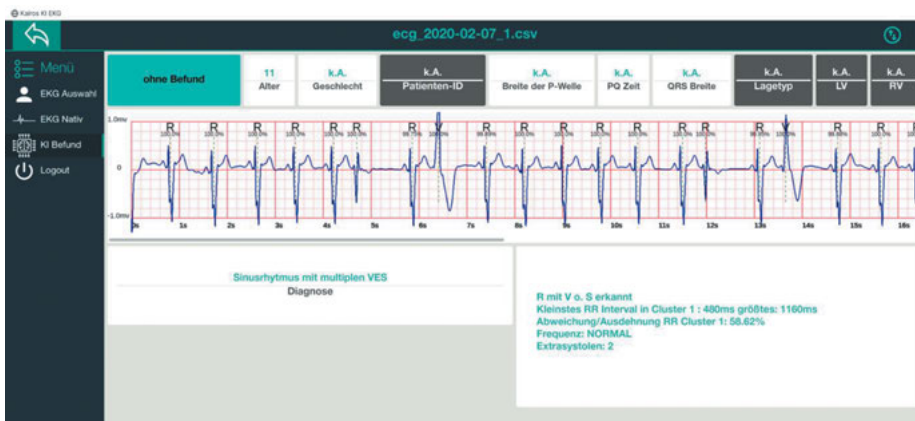 Kairos KI EKG
ecg_2020-02-07_1.csv
Menü
EKG Auswahl
EKG Nativ
KI Befund
Logout
ohne Befund
11
Alter
k.A.
Geschlecht
k.A.
Patienten-ID
k.A.
Breite der P-Welle
k.A.
PQ Zeit
k.A.
QRS Breite
k.A.
Lagetyp
k.A.
LV
k.A.
RV
1.0mv
0
-1.0mv
R R R R R R R V R R R R R R R V R R
0s 1s 2s 3s 4s 5s 6s 7s 8s 9s 10s 11s 12s 13s 14s 15s 16s
Sinusrhytmus mit multiplen VES
Diagnose
R mit V o. S erkannt
Kleinstes RR Interval in Cluster 1 : 480ms größtes: 1160ms
Abweichung/Ausdehnung RR Cluster 1: 58.62%
Frequenz: NORMAL
Extrasystolen: 2